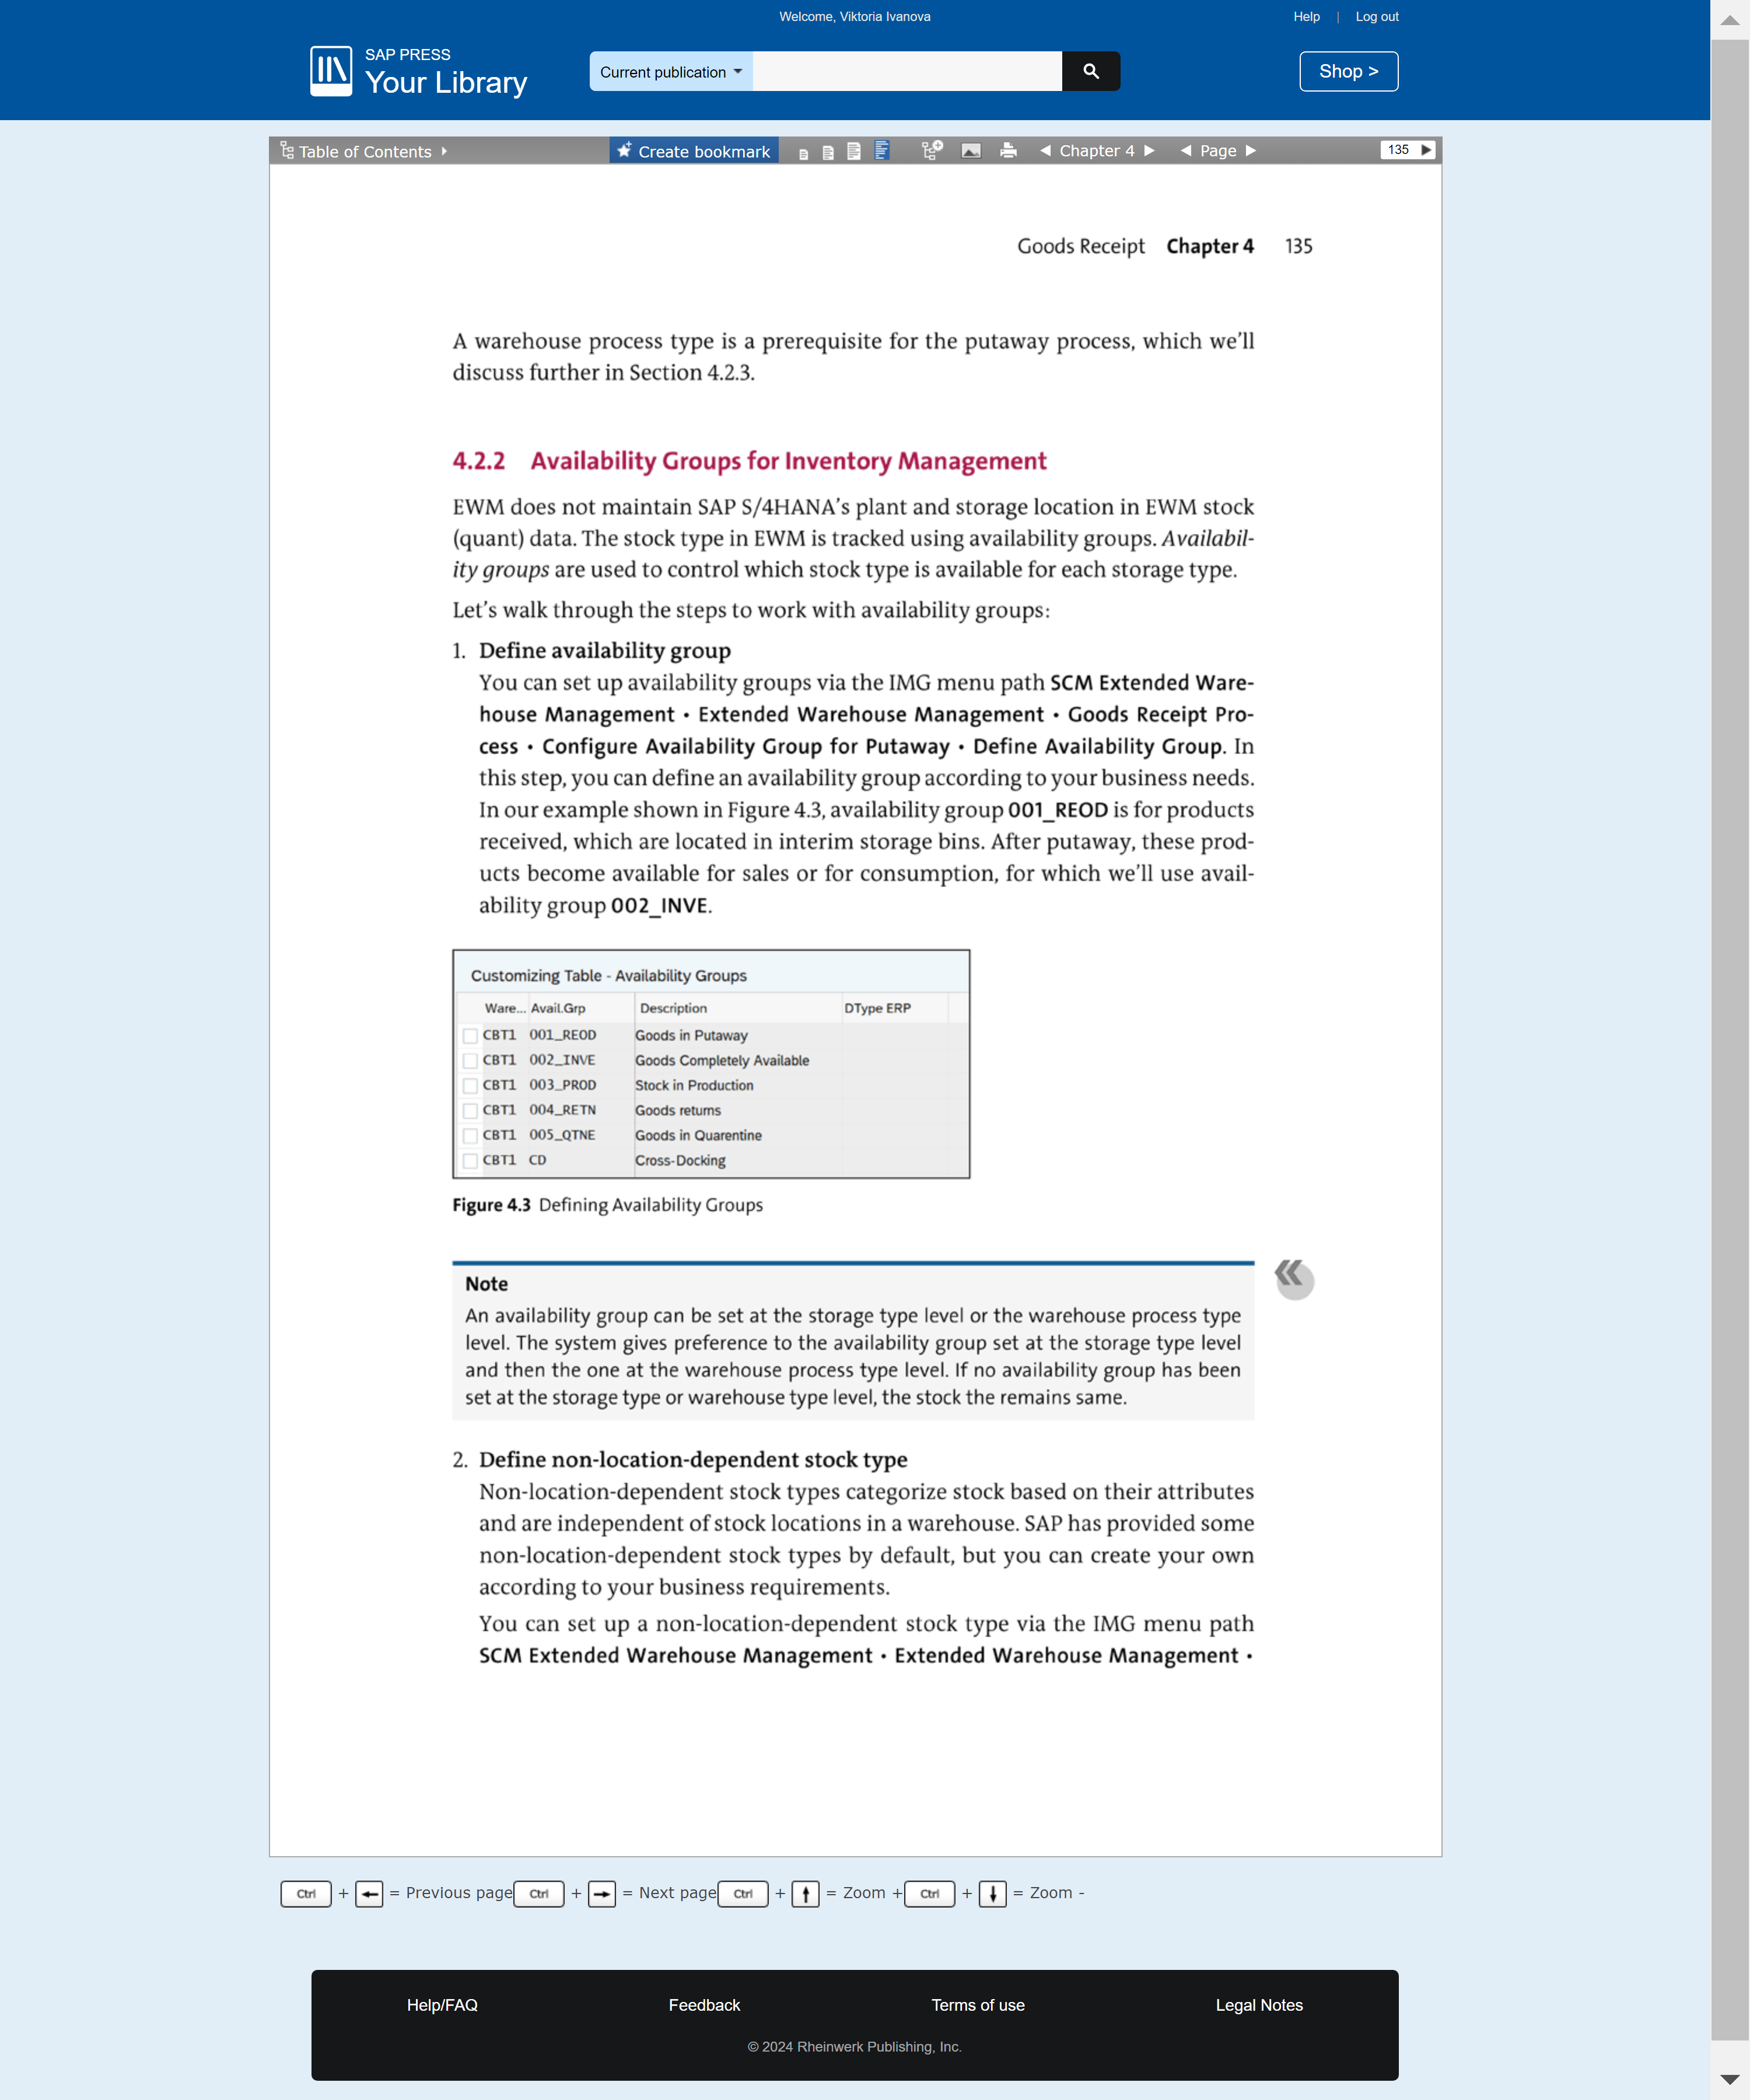 Welcome, Viktoria Ivanova
Help | Log out
SAP PRESS
Your Library
Current publication
Shop >
Table of Contents
Create bookmark
Chapter 4
Page
135
Goods Receipt Chapter 4 135
A warehouse process type is a prerequisite for the putaway process, which we’ll
discuss further in Section 4.2.3.
4.2.2 Availability Groups for Inventory Management
EWM does not maintain SAP S/4HANA’s plant and storage location in EWM stock
(quant) data. The stock type in EWM is tracked using availability groups. Availabil-
ity groups are used to control which stock type is available for each storage type.
Let’s walk through the steps to work with availability groups:
1. Define availability group
You can set up availability groups via the IMG menu path SCM Extended Ware-
house Management • Extended Warehouse Management • Goods Receipt Pro-
cess • Configure Availability Group for Putaway • Define Availability Group. In
this step, you can define an availability group according to your business needs.
In our example shown in Figure 4.3, availability group 001_REOD is for products
received, which are located in interim storage bins. After putaway, these prod-
ucts become available for sales or for consumption, for which we’ll use avail-
ability group 002_INVE.
Customizing Table - Availability Groups
Ware... Avail.Grp Description DType ERP
CBT1 001_REOD Goods in Putaway
CBT1 002_INVE Goods Completely Available
CBT1 003_PROD Stock in Production
CBT1 004_RETN Goods returns
CBT1 005_QTNE Goods in Quarentine
CBT1 CD Cross-Docking
Figure 4.3 Defining Availability Groups
Note
An availability group can be set at the storage type level or the warehouse process type
level. The system gives preference to the availability group set at the storage type level
and then the one at the warehouse process type level. If no availability group has been
set at the storage type or warehouse type level, the stock the remains same.
2. Define non-location-dependent stock type
Non-location-dependent stock types categorize stock based on their attributes
and are independent of stock locations in a warehouse. SAP has provided some
non-location-dependent stock types by default, but you can create your own
according to your business requirements.
You can set up a non-location-dependent stock type via the IMG menu path
SCM Extended Warehouse Management • Extended Warehouse Management •
Ctrl + ← = Previous page Ctrl + → = Next page Ctrl + ↑ = Zoom + Ctrl + ↓ = Zoom -
Help/FAQ Feedback Terms of use Legal Notes
© 2024 Rheinwerk Publishing, Inc.